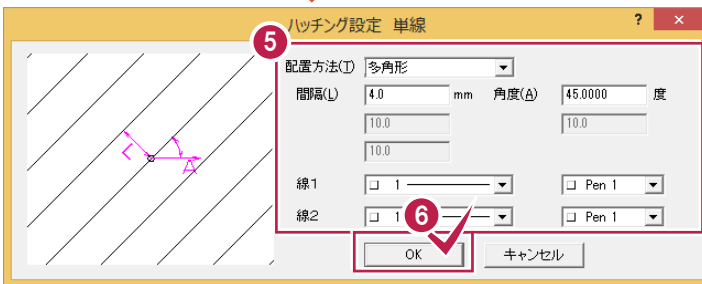 ハッチング設定 単線 ? ×
5
配置方法(T) 多角形
間隔(L) 4.0 mm 角度(A) 45.0000 度
10.0 10.0
10.0
L
A
線1 1 Pen 1
線2 1 Pen 1
6
OK キャンセル